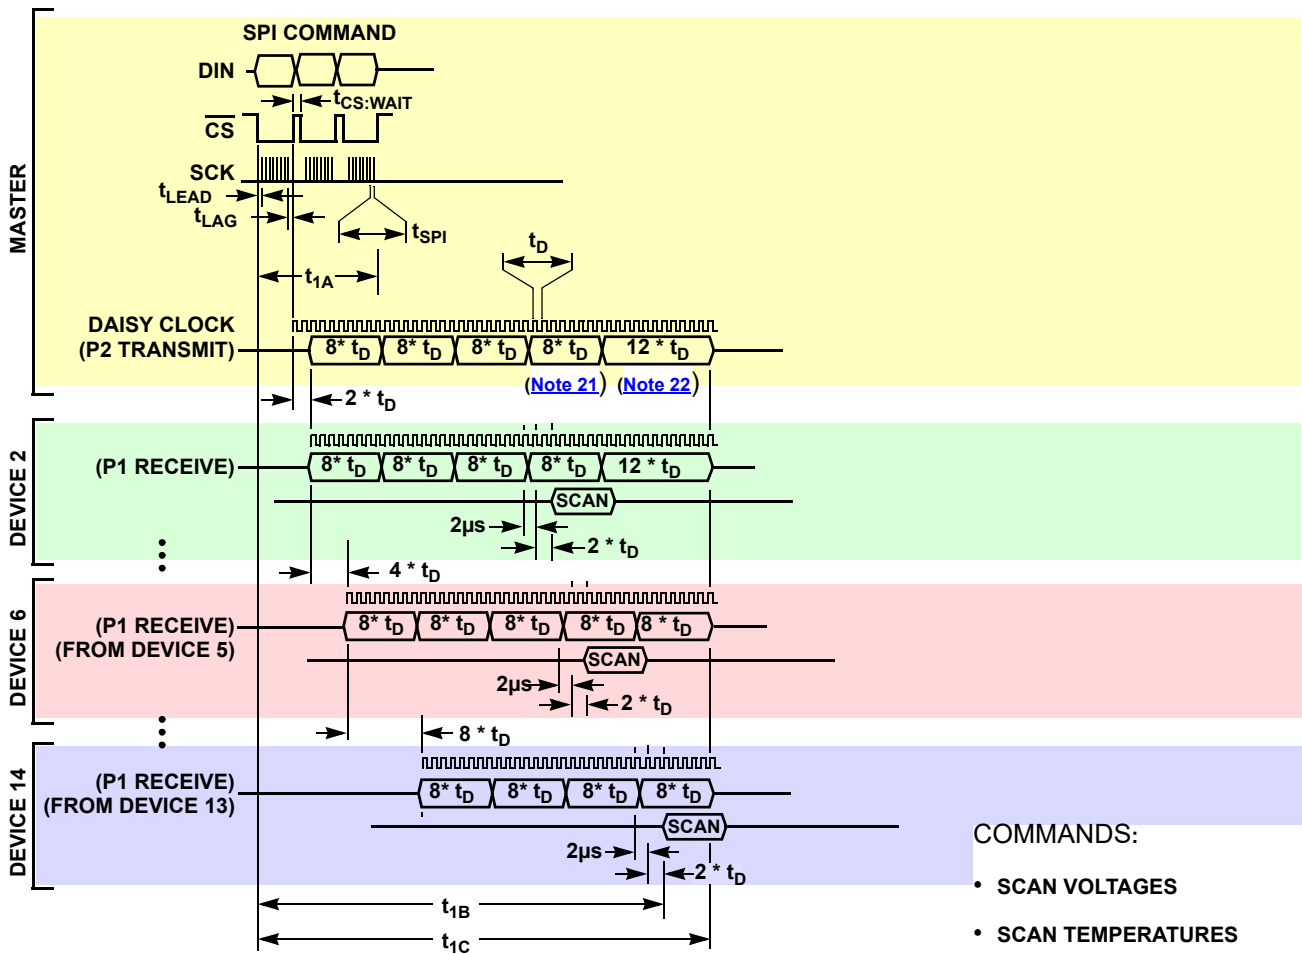 MASTER
SPI COMMAND
DIN
tCS:WAIT
CS
SCK
tLEAD
tLAG
tSPI
tD
t1A
DAISY CLOCK
(P2 TRANSMIT)
8* tD 8* tD 8* tD 8* tD 12 * tD
(Note 21) (Note 22)
2 * tD
DEVICE 2
(P1 RECEIVE)
8* tD 8* tD 8* tD 8* tD 12 * tD
SCAN
2µs
2 * tD
4 * tD
DEVICE 6
(P1 RECEIVE)
(FROM DEVICE 5)
8* tD 8* tD 8* tD 8* tD 8 * tD
SCAN
2µs
2 * tD
8 * tD
DEVICE 14
(P1 RECEIVE)
(FROM DEVICE 13)
8* tD 8* tD 8* tD 8* tD
SCAN
2µs
2 * tD
t1B
t1C
COMMANDS:
• SCAN VOLTAGES
• SCAN TEMPERATURES